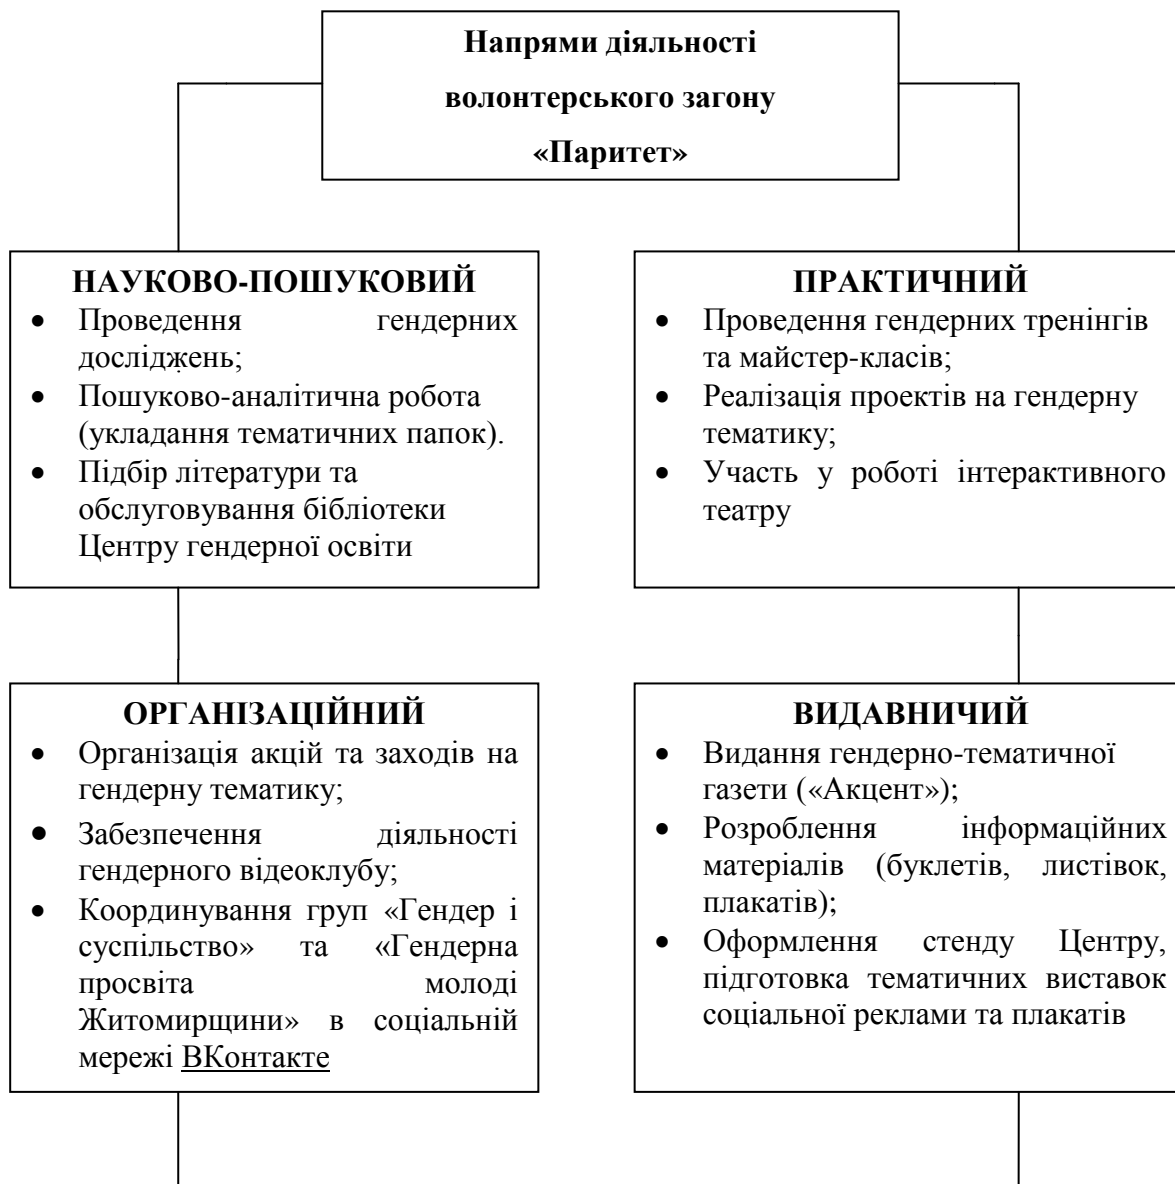 Напрями діяльності
волонтерського загону
«Паритет»
НАУКОВО-ПОШУКОВИЙ
• Проведення гендерних
досліджень;
• Пошуково-аналітична робота
(укладання тематичних папок).
• Підбір літератури та
обслуговування бібліотеки
Центру гендерної освіти
ПРАКТИЧНИЙ
• Проведення гендерних тренінгів
та майстер-класів;
• Реалізація проектів на гендерну
тематику;
• Участь у роботі інтерактивного
театру
ОРГАНІЗАЦІЙНИЙ
• Організація акцій та заходів на
гендерну тематику;
• Забезпечення діяльності
гендерного відеоклубу;
• Координування груп «Гендер і
суспільство» та «Гендерна
просвіта молоді
Житомирщини» в соціальній
мережі ВКонтакте
ВИДАВНИЧИЙ
• Видання гендерно-тематичної
газети («Акцент»);
• Розроблення інформаційних
матеріалів (буклетів, листівок,
плакатів);
• Оформлення стенду Центру,
підготовка тематичних виставок
соціальної реклами та плакатів